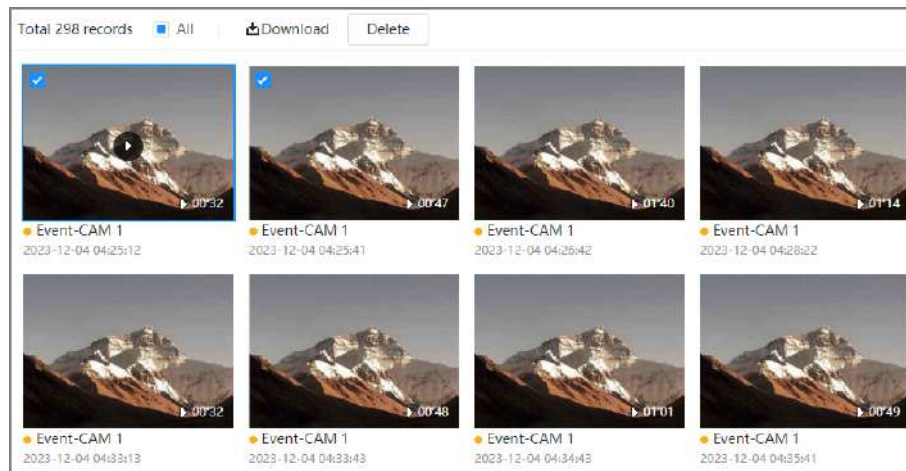 Total 298 records All Download Delete
00'32 00'47 01'40 01'14
Event-CAM 1 Event-CAM 1 Event-CAM 1 Event-CAM 1
2023-12-04 04:25:12 2023-12-04 04:25:41 2023-12-04 04:26:42 2023-12-04 04:28:22
00'32 00'48 01'01 00'49
Event-CAM 1 Event-CAM 1 Event-CAM 1 Event-CAM 1
2023-12-04 04:33:13 2023-12-04 04:33:43 2023-12-04 04:34:43 2023-12-04 04:35:41